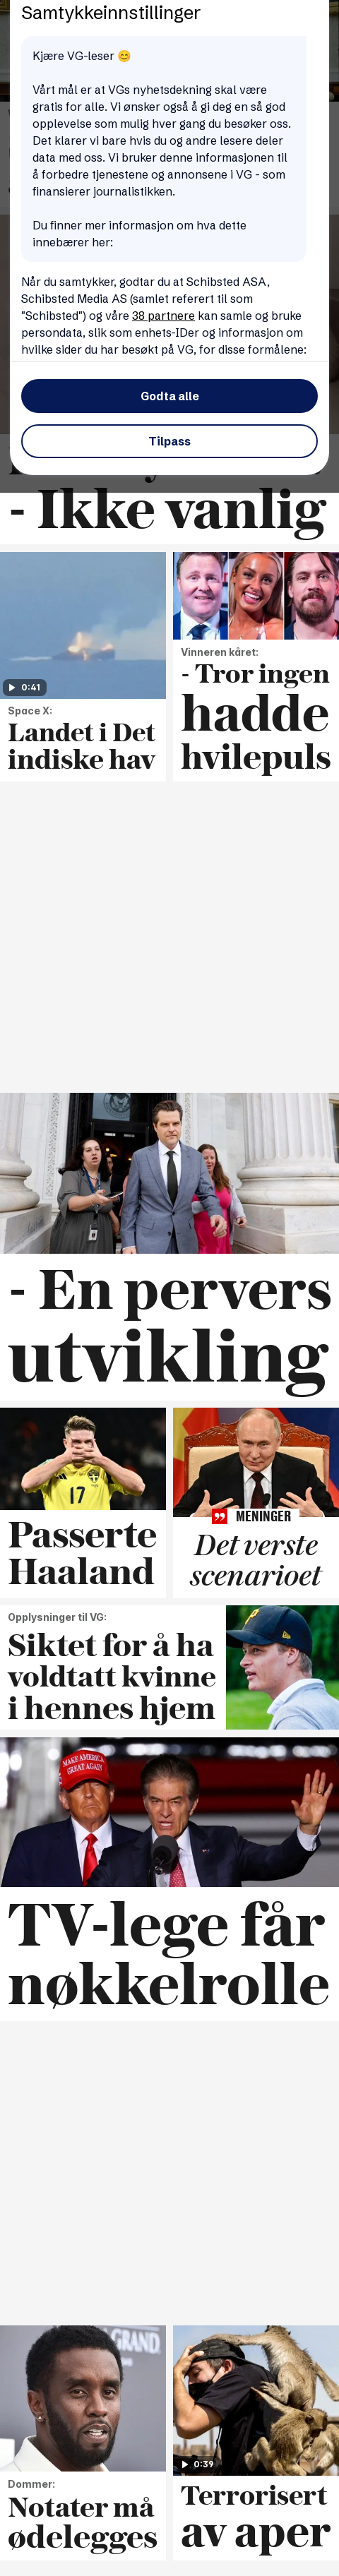 Samtykkeinnstillinger
Kjære VG-leser 😊
Vårt mål er at VGs nyhetsdekning skal være
gratis for alle. Vi ønsker også å gi deg en så god
opplevelse som mulig hver gang du besøker oss.
Det klarer vi bare hvis du og andre lesere deler
data med oss. Vi bruker denne informasjonen til
å forbedre tjenestene og annonsene i VG - som
finansierer journalistikken.
Du finner mer informasjon om hva dette
innebærer her:
Når du samtykker, godtar du at Schibsted ASA,
Schibsted Media AS (samlet referert til som
"Schibsted") og våre 38 partnere kan samle og bruke
persondata, slik som enhets-IDer og informasjon om
hvilke sider du har besøkt på VG, for disse formålene:
Godta alle
Tilpass
- Ikke vanlig
0:41
Space X:
Landet i Det
indiske hav
Vinneren kåret:
- Tror ingen
hadde
hvilepuls
- En pervers
utvikling
17
Passerte
Haaland
MENINGER
Det verste
scenarioet
Opplysninger til VG:
Siktet for å ha
voldtatt kvinne
i hennes hjem
MAKE AMERICA
GREAT AGAIN
TV-lege får
nøkkelrolle
GRAND
Dommer:
Notater må
ødelegges
0:39
Terrorisert
av aper